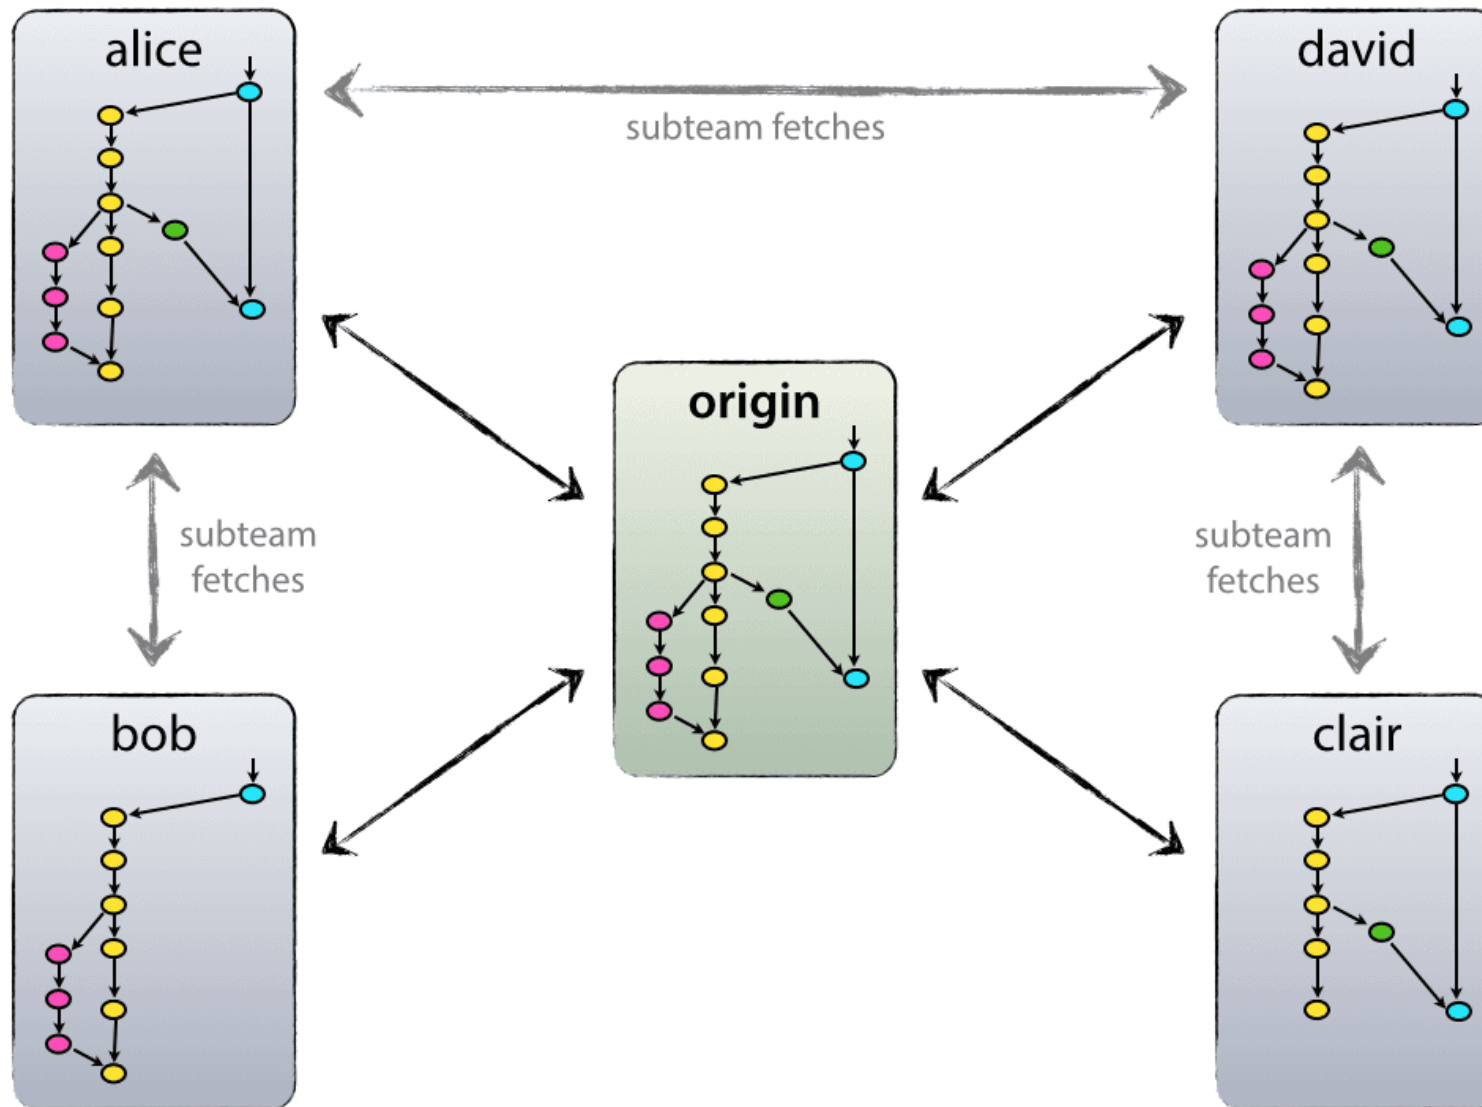 alice
david
subteam fetches
origin
subteam
fetches
subteam
fetches
bob
clair